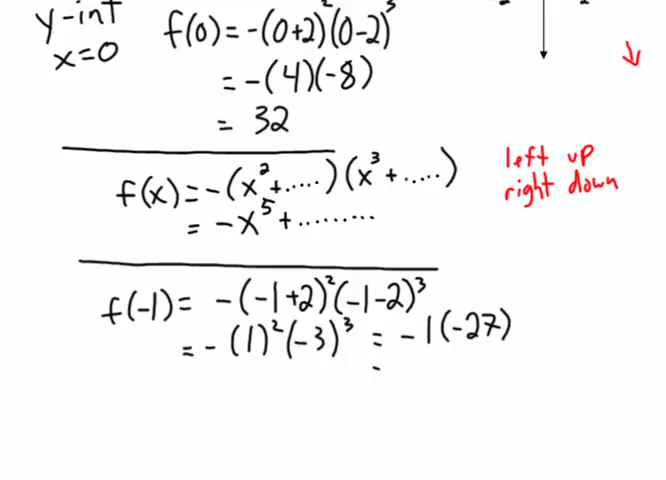 y-int f(0) = -(0+2)²(0-2)³
x=0
= -(4)(-8)
= 32
left up
f(x) = -(x²+.....)(x³+.....)
right down
= -x⁵+.........
f(-1) = -(-1+2)²(-1-2)³
= -(1)²(-3)³ = -1(-27)